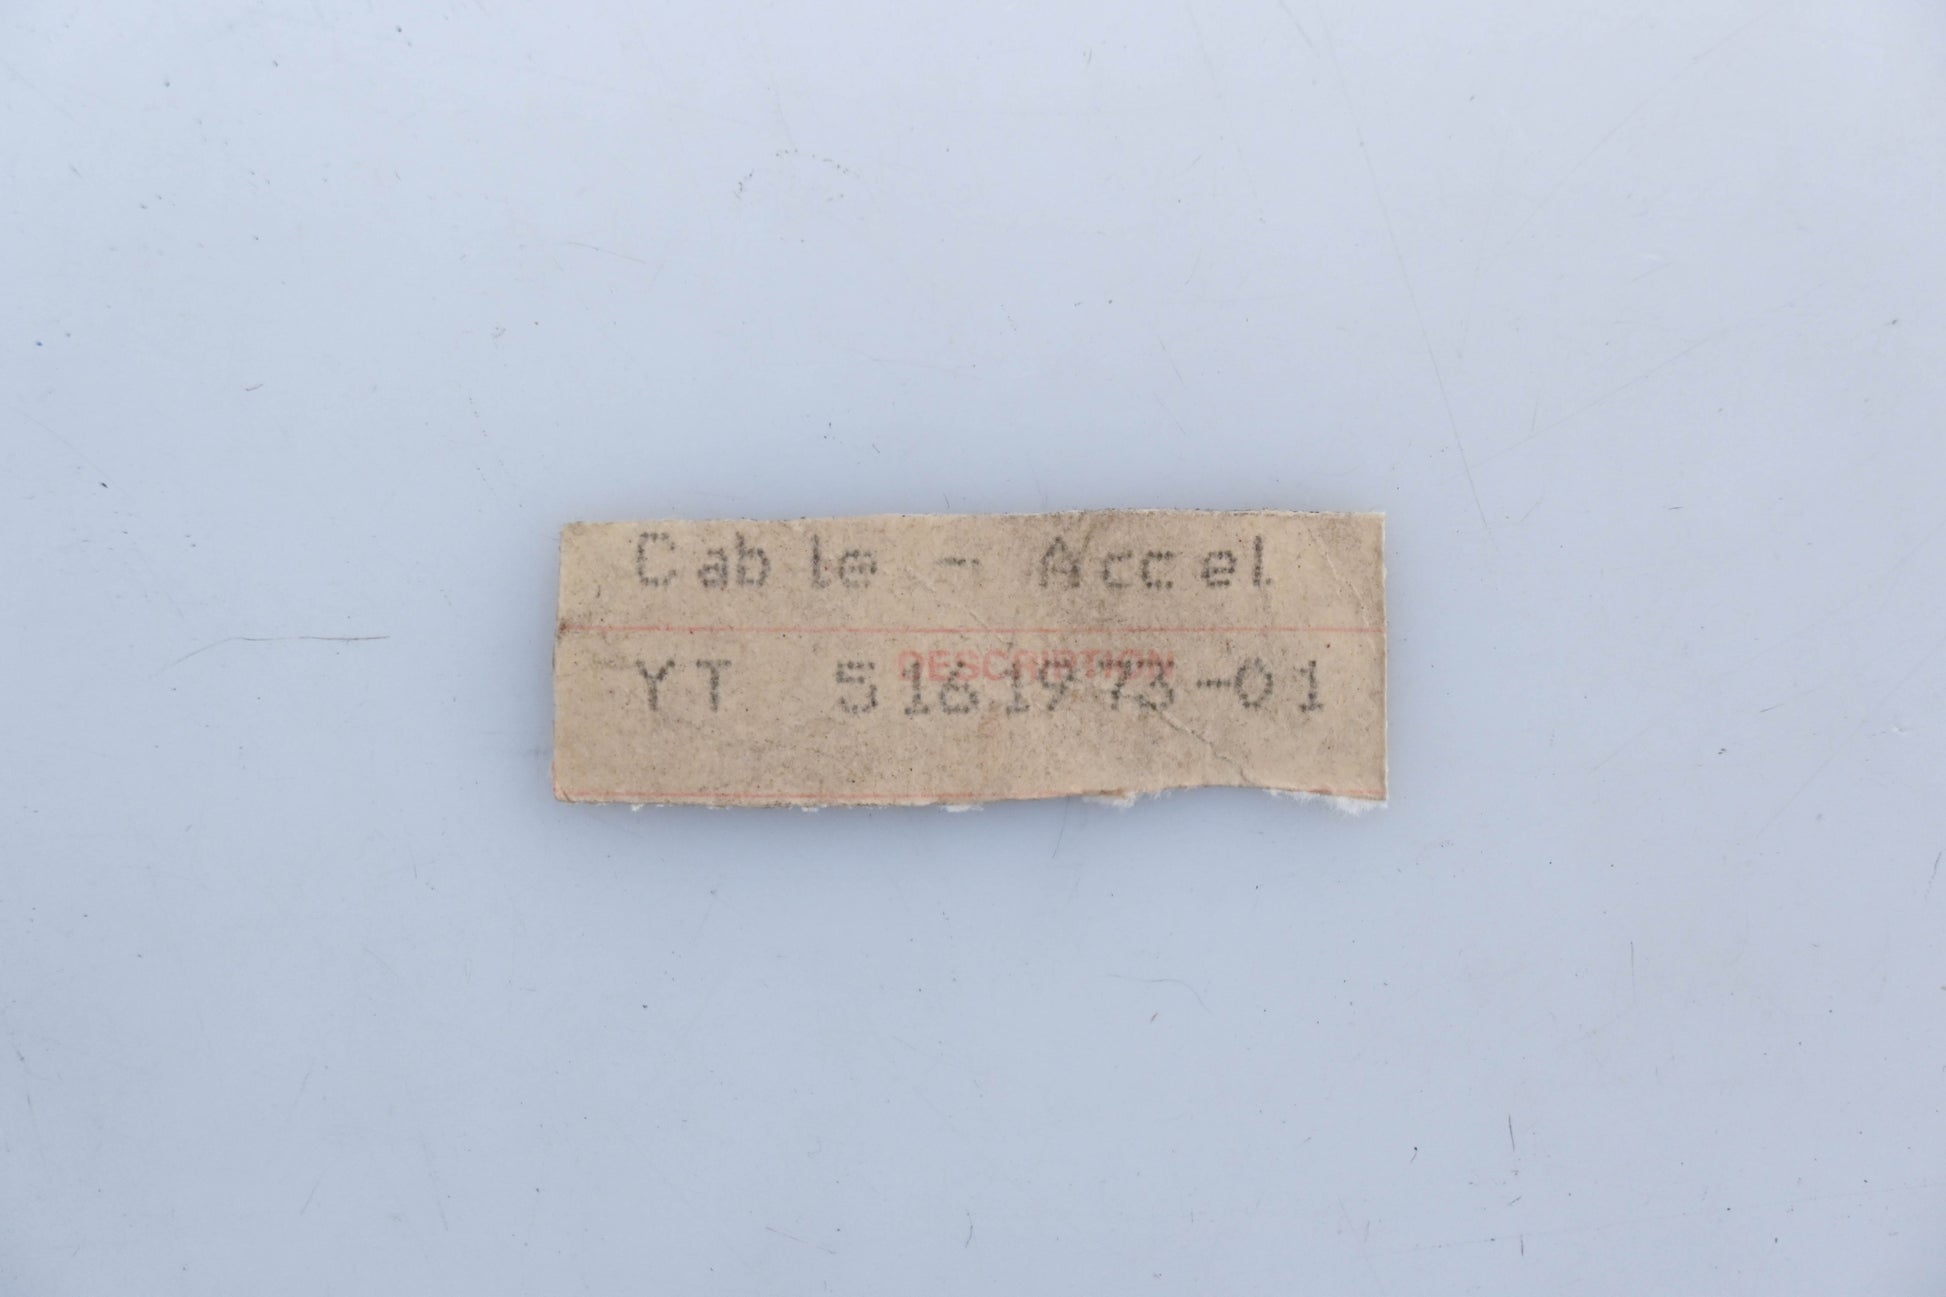 Cable - Accel
DESCRIPTION
YT 5161973-01